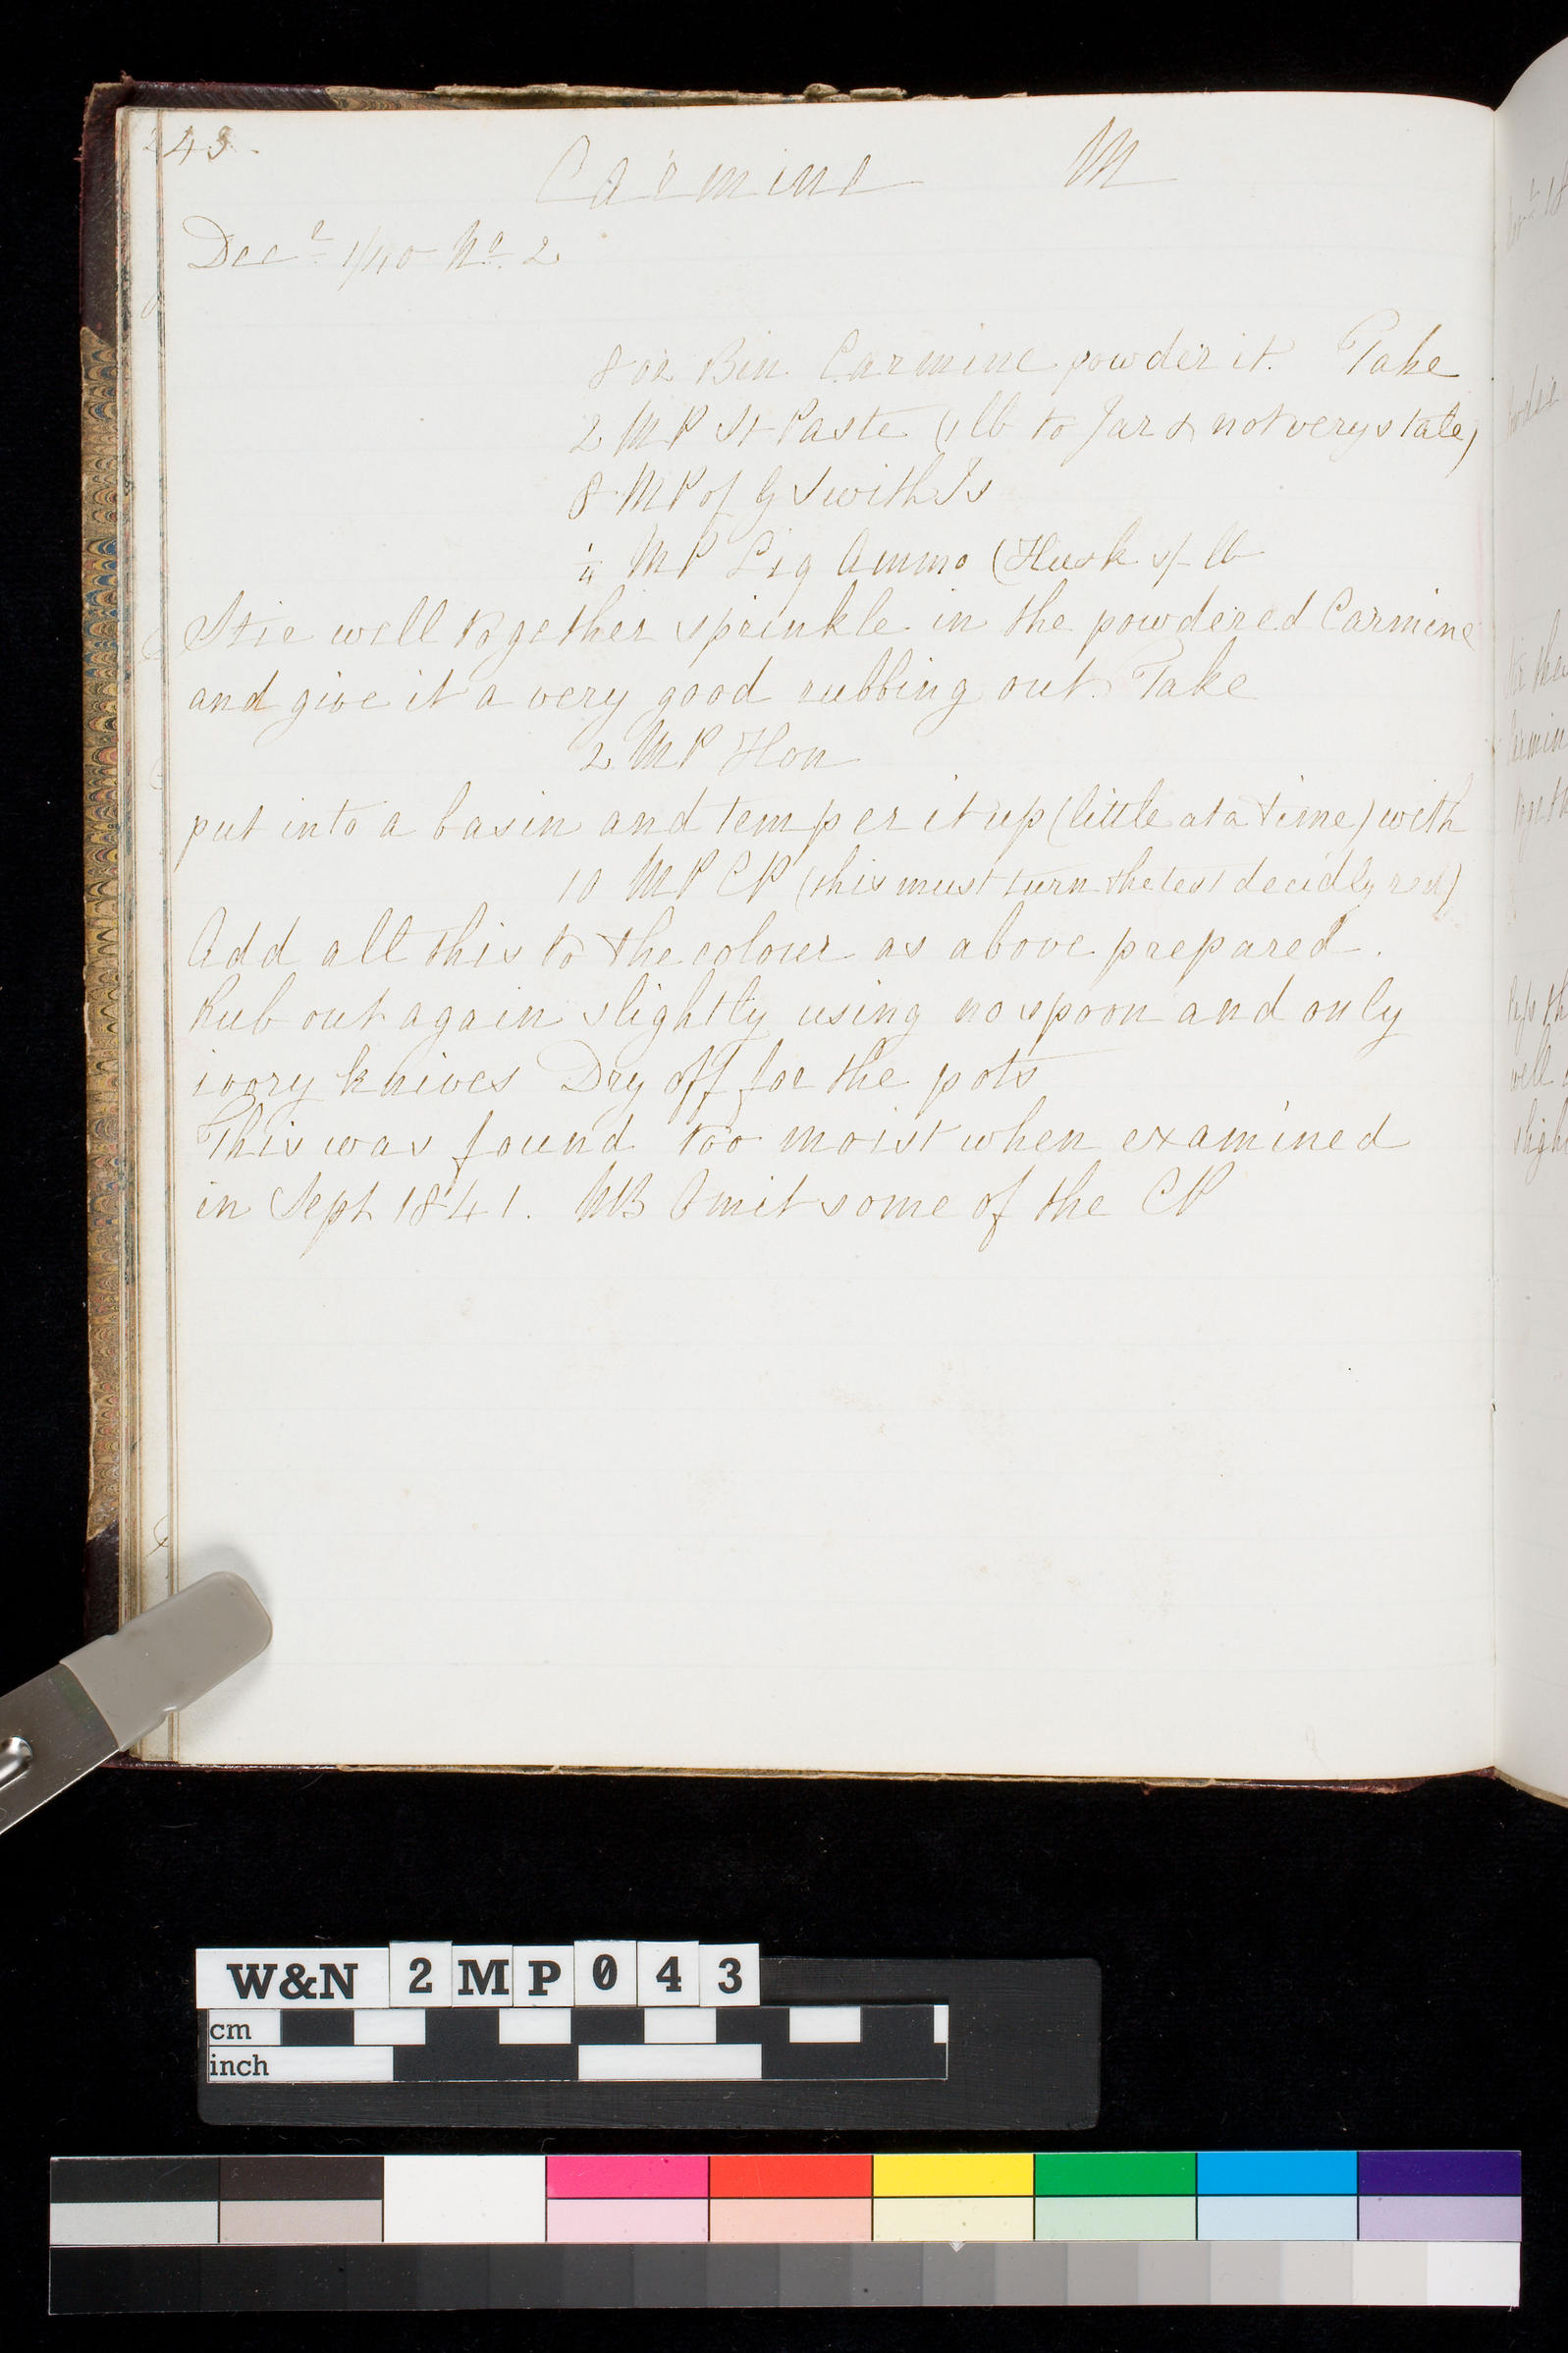 43
Carmine M
Decr 1/40 No. 2
8 oz Bin Carmine powder it. Take
2 MP St Paste (1 lb to Jar & not very stale)
8 MP of G S with Is
1/4 MP Liq Ammo (Husk s/- lb
Stir well together sprinkle in the powdered Carmine
and give it a very good rubbing out. Take
2 MP Hon
put into a basin and temper it up (little at a time) with
10 MP CP (this must turn the test decidly red)
Add all this to the colour as above prepared.
Rub out again slightly using no spoon and only
ivory knives Dry off for the pots
This was found too moist when examined
in Sept 1841. NB Omit some of the CP
W&N 2MP043
cm
inch